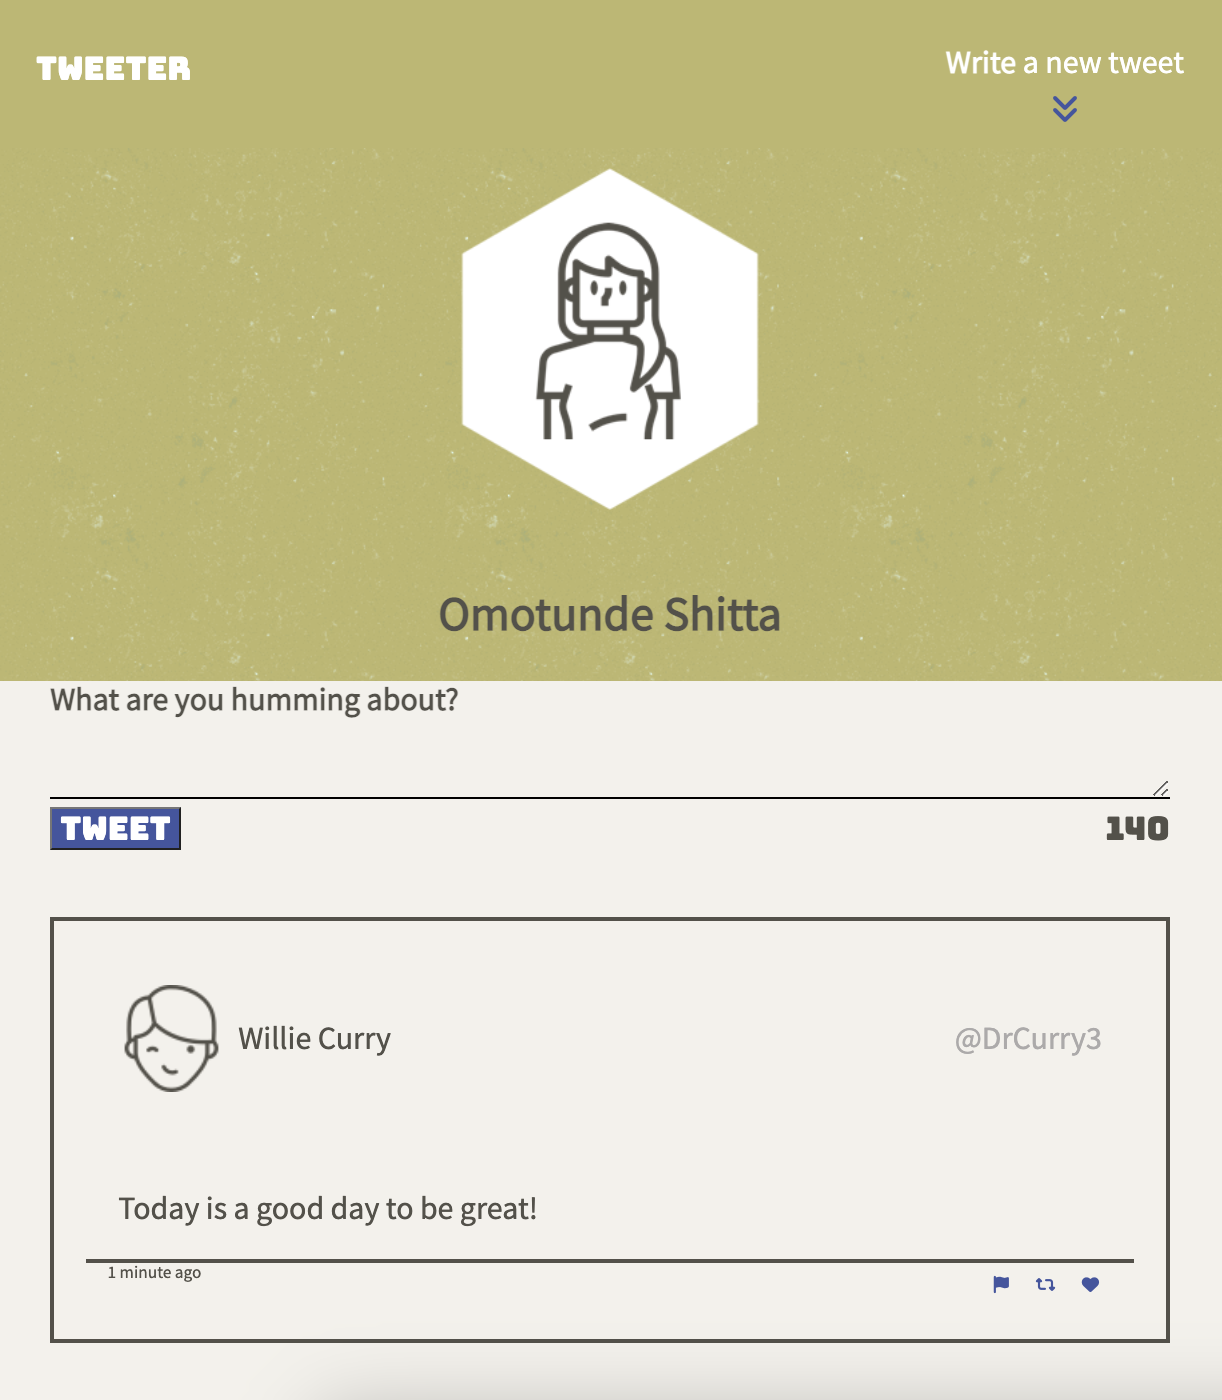 TWEETER
Write a new tweet
Omotunde Shitta
What are you humming about?
TWEET
140
Willie Curry
@DrCurry3
Today is a good day to be great!
1 minute ago